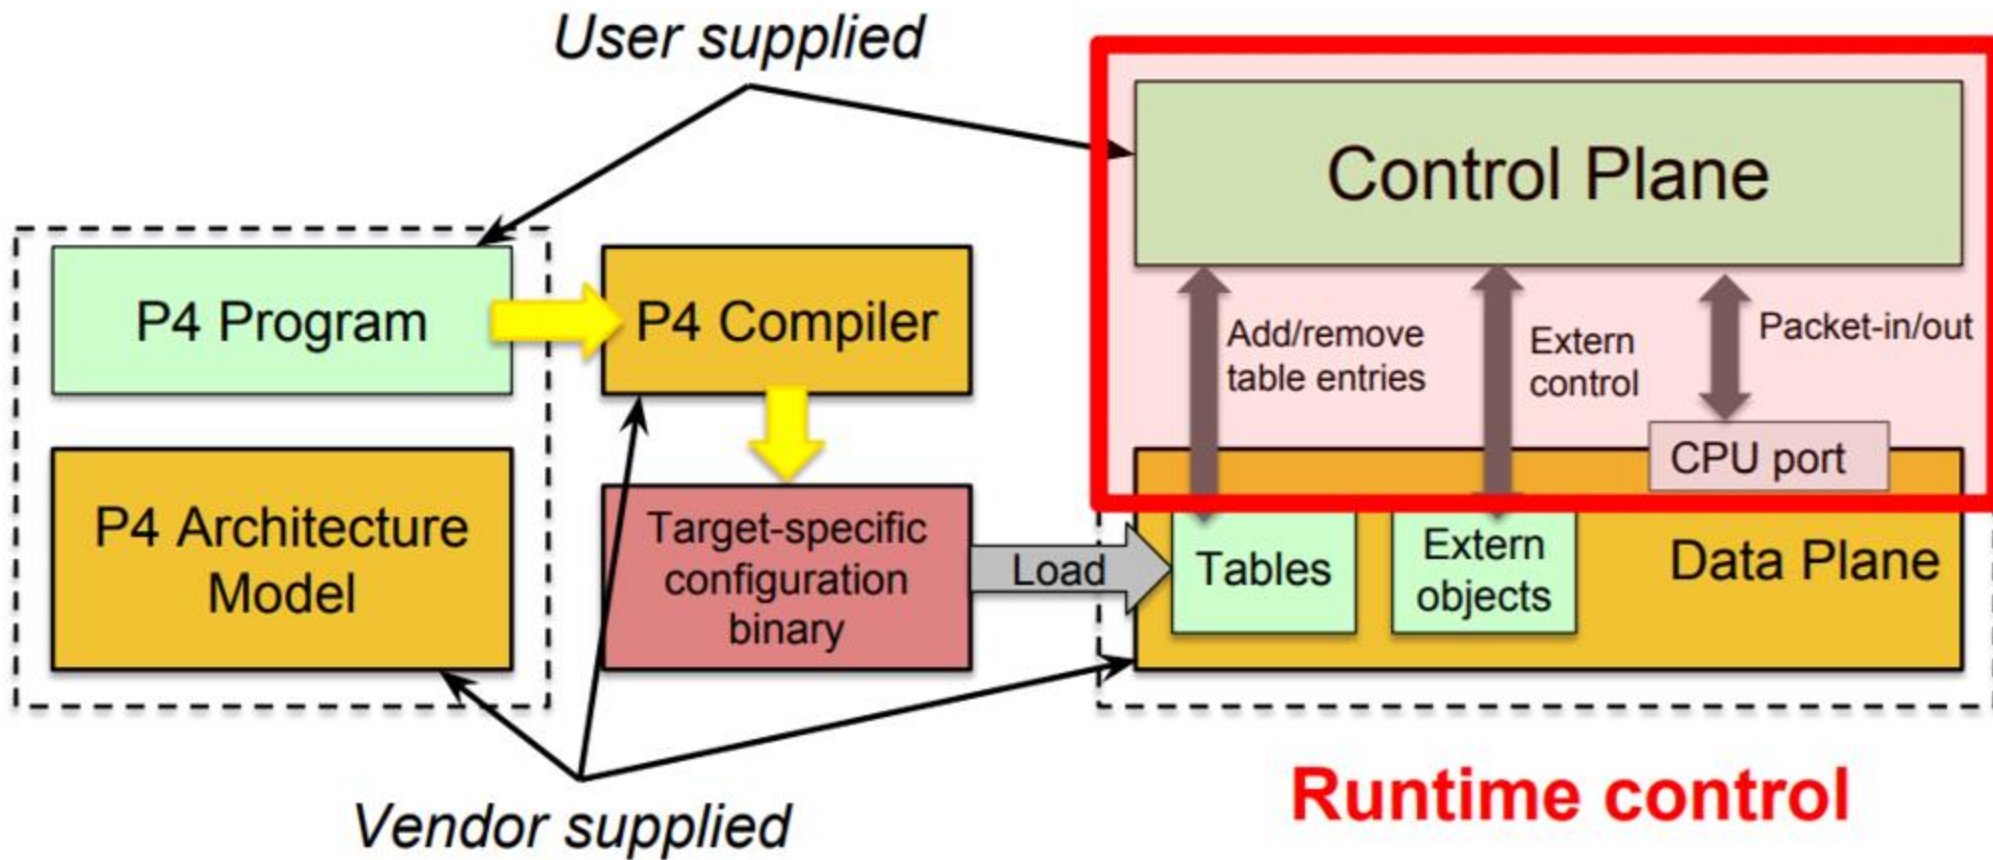 User supplied
Control Plane
P4 Program
P4 Compiler
Add/remove
table entries
Extern
control
Packet-in/out
CPU port
P4 Architecture
Model
Target-specific
configuration
binary
Load
Tables
Extern
objects
Data Plane
Vendor supplied
Runtime control